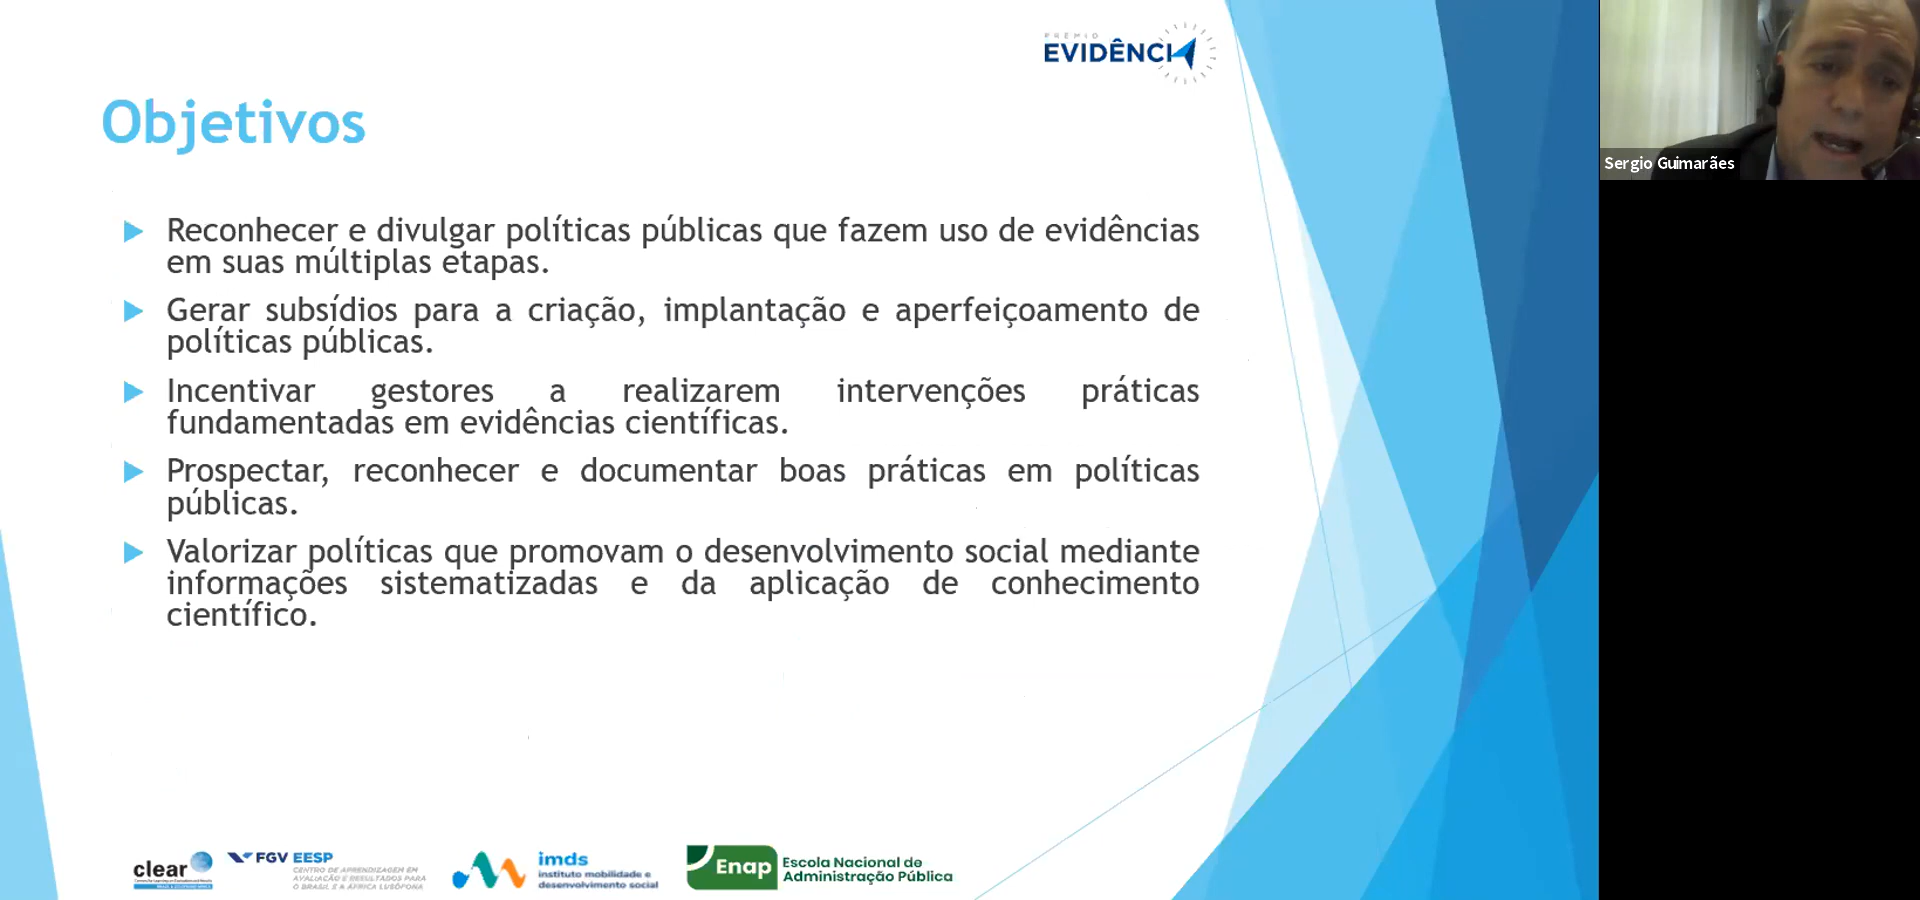 PRÊMIO
EVIDÊNCIA
Objetivos
Reconhecer e divulgar políticas públicas que fazem uso de evidências
em suas múltiplas etapas.
Gerar subsídios para a criação, implantação e aperfeiçoamento de
políticas públicas.
Incentivar gestores a realizarem intervenções práticas
fundamentadas em evidências científicas.
Prospectar, reconhecer e documentar boas práticas em políticas
públicas.
Valorizar políticas que promovam o desenvolvimento social mediante
informações sistematizadas e da aplicação de conhecimento
científico.
Sergio Guimarães
clear
FGV EESP
CENTRO DE APRENDIZAGEM EM
AVALIAÇÃO E RESULTADOS PARA
O BRASIL E A ÁFRICA LUSÓFONA
imds
instituto mobilidade e
desenvolvimento social
Enap
Escola Nacional de
Administração Pública